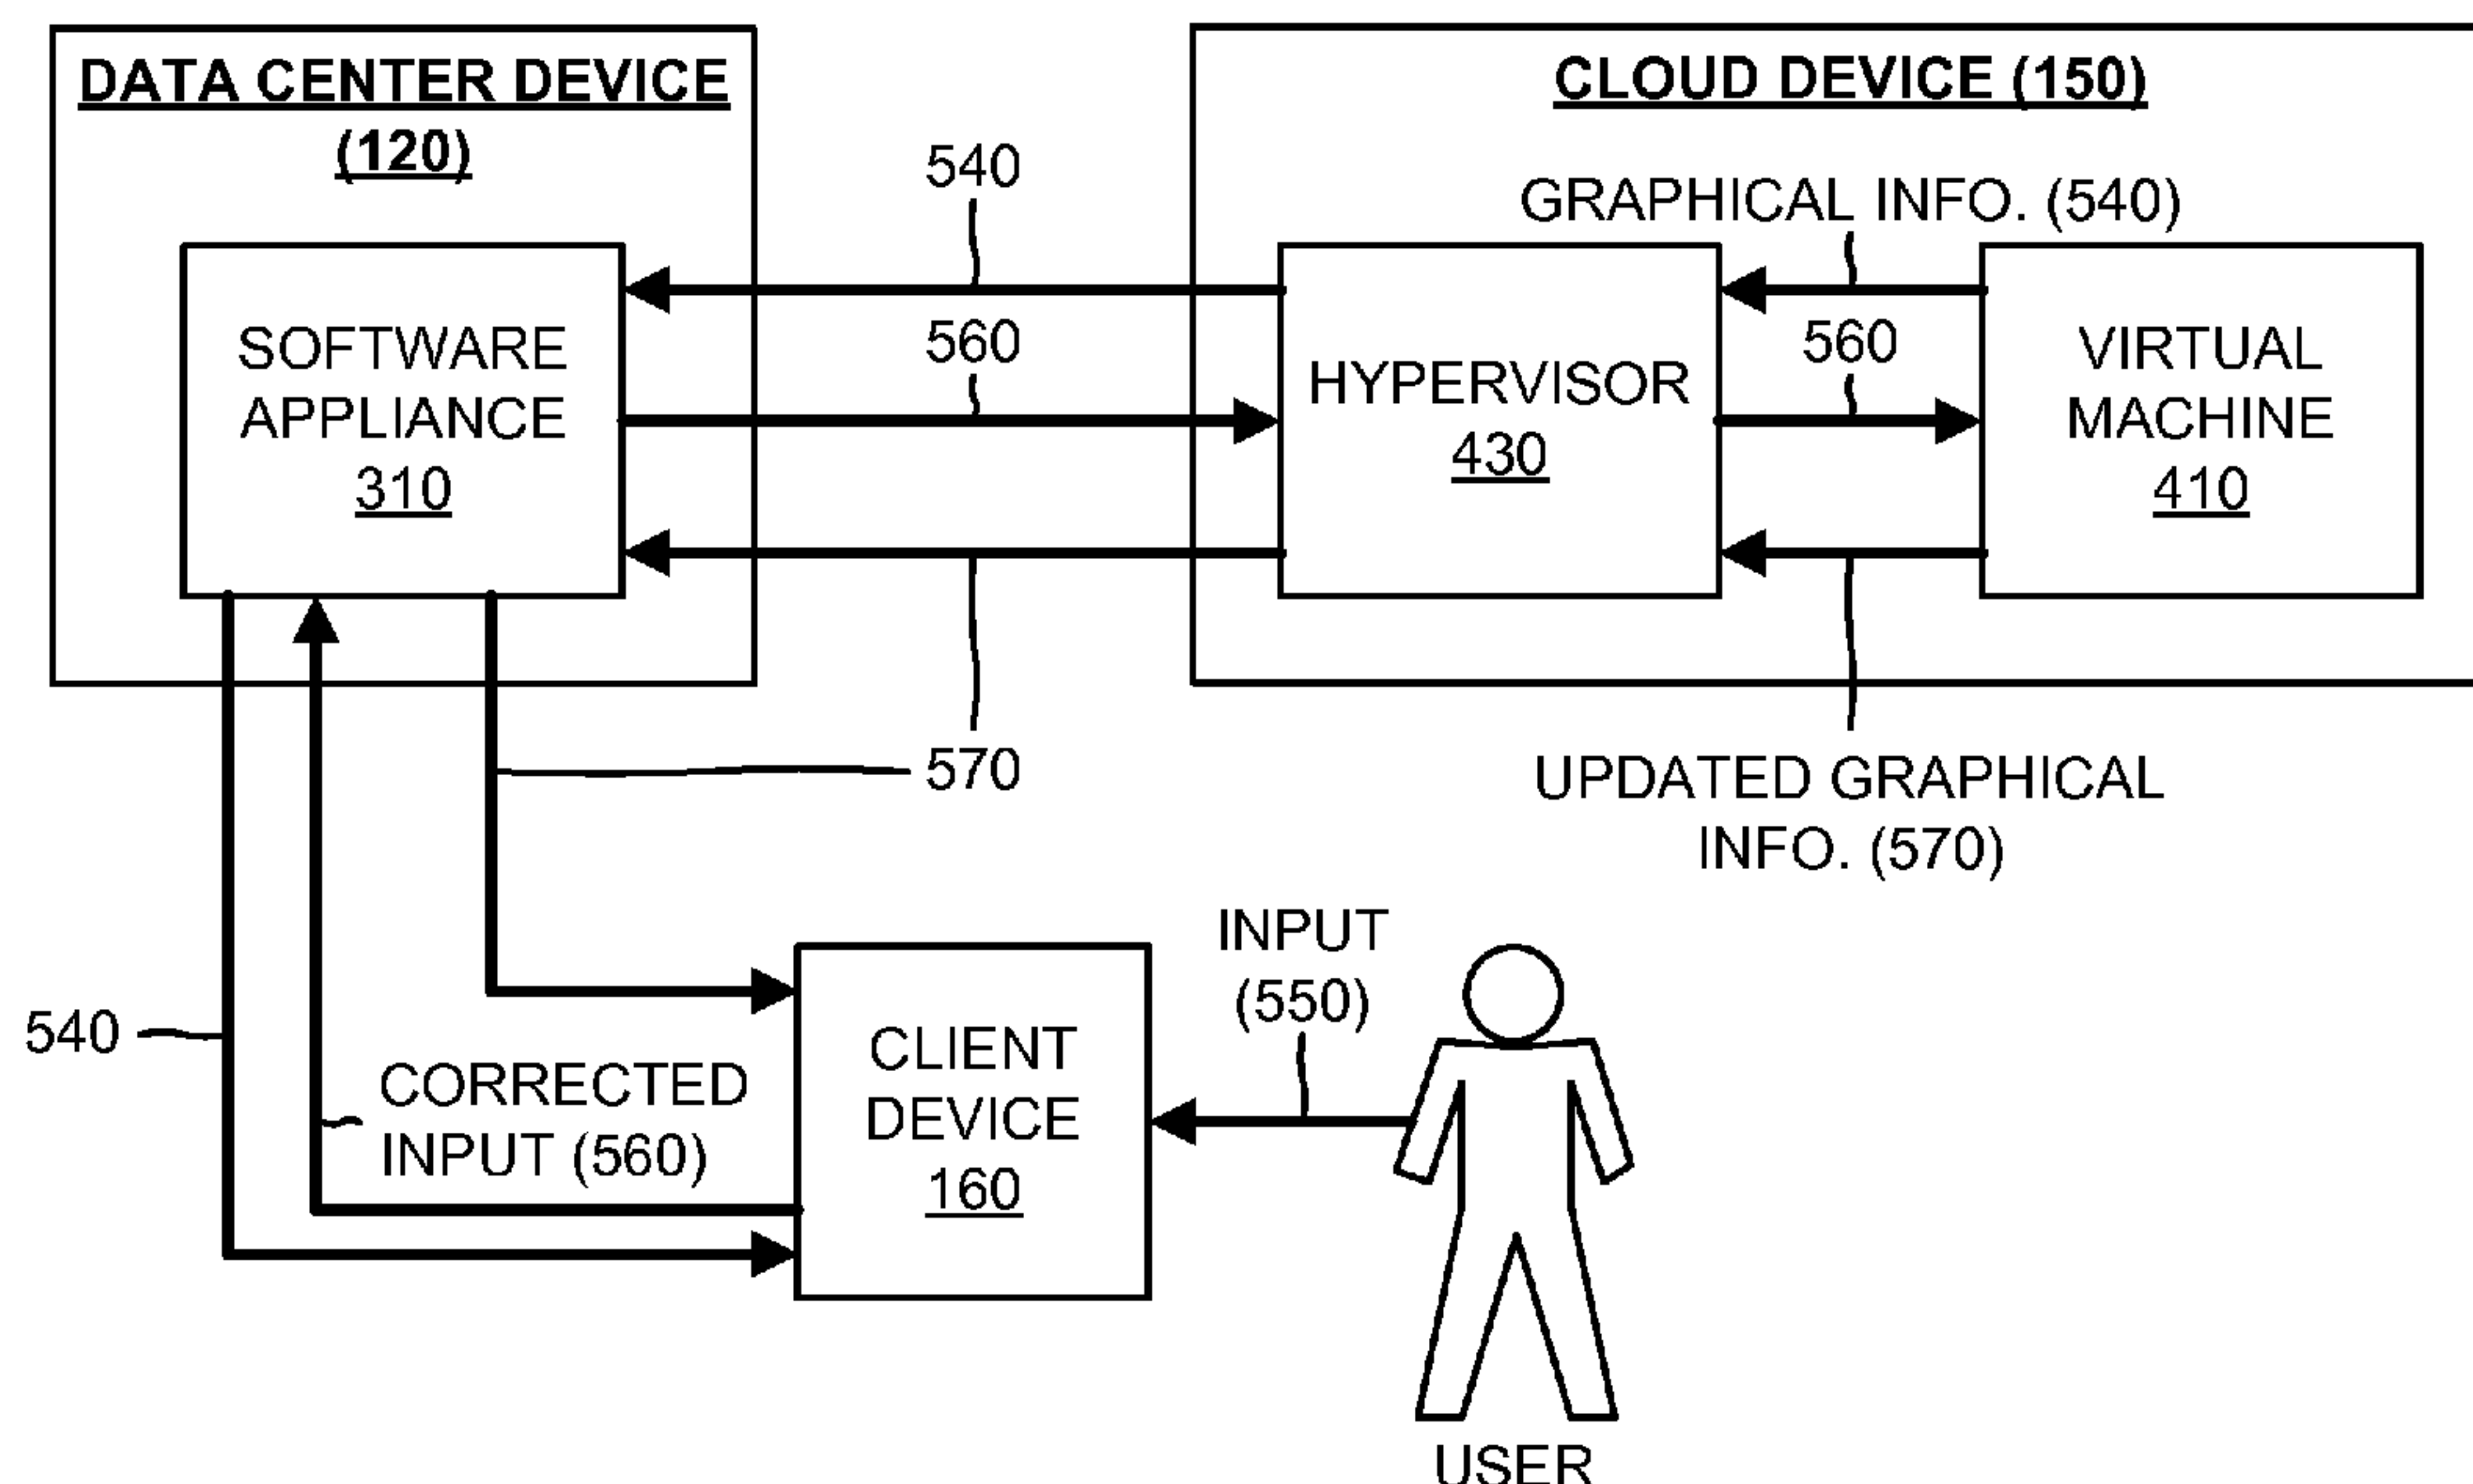 DATA CENTER DEVICE
(120)
CLOUD DEVICE (150)
540
GRAPHICAL INFO. (540)
SOFTWARE
APPLIANCE
310
560
HYPERVISOR
430
560
VIRTUAL
MACHINE
410
570
UPDATED GRAPHICAL
INFO. (570)
INPUT
(550)
540
CORRECTED
INPUT (560)
CLIENT
DEVICE
160
USER